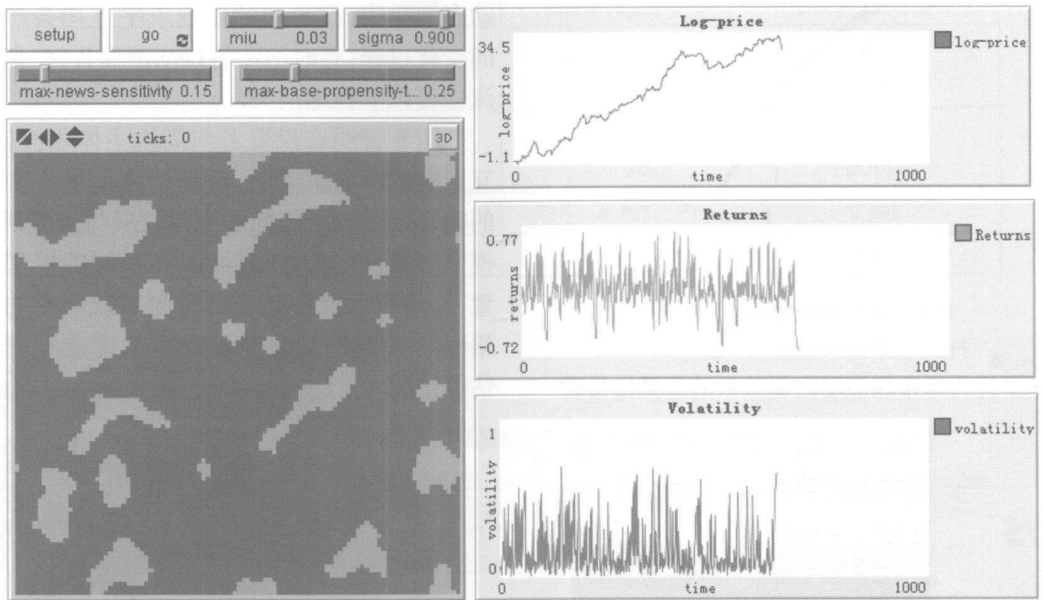 setup
go
miu 0.03
sigma 0.900
max-news-sensitivity 0.15
max-base-propensity-t... 0.25
ticks: 0
3D
Log-price
34.5
log-price
-1.1
0
time
1000
log-price
Returns
0.77
returns
-0.72
0
time
1000
Returns
Volatility
1
volatility
0
0
time
1000
volatility